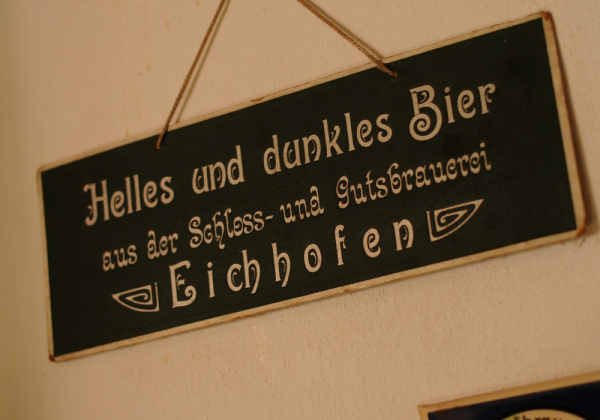 Helles und dunkles Bier
aus der Schloss- und Gutsbrauerei
Eichhofen